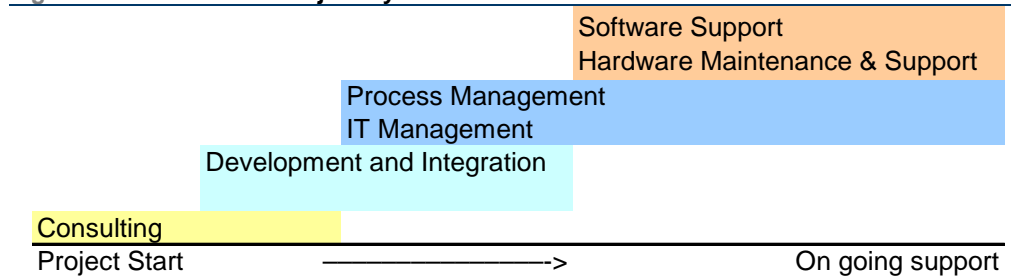 Software Support
Hardware Maintenance & Support
Process Management
IT Management
Development and Integration
Consulting
Project Start ----------------> On going support